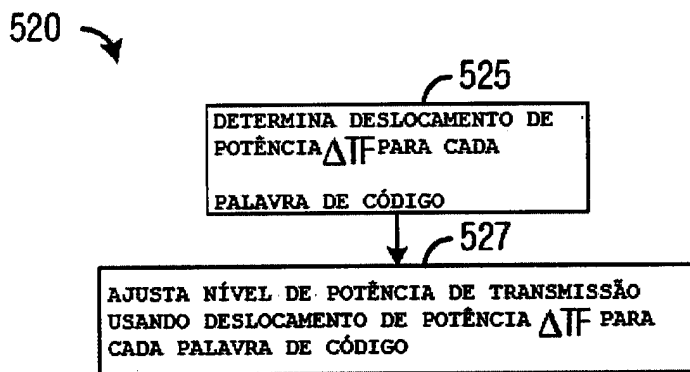 520
525
DETERMINA DESLOCAMENTO DE
POTÊNCIA ΔTF PARA CADA
PALAVRA DE CÓDIGO
527
AJUSTA NÍVEL DE POTÊNCIA DE TRANSMISSÃO
USANDO DESLOCAMENTO DE POTÊNCIA ΔTF PARA
CADA PALAVRA DE CÓDIGO